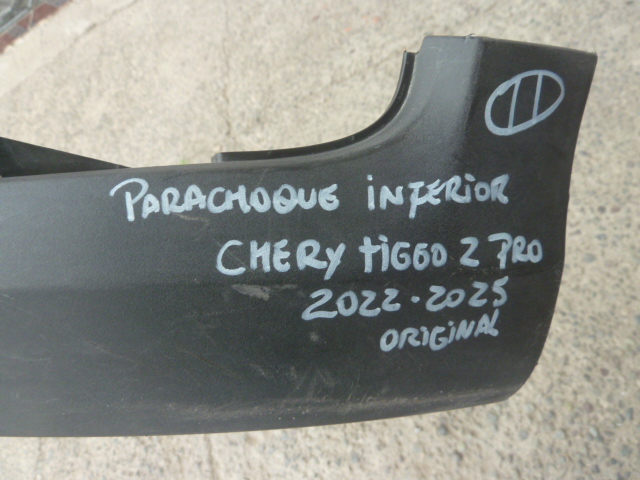 PARACHOQUE INFERIOR
CHERY TIGGO 2 PRO
2022-2025
ORIGINAL